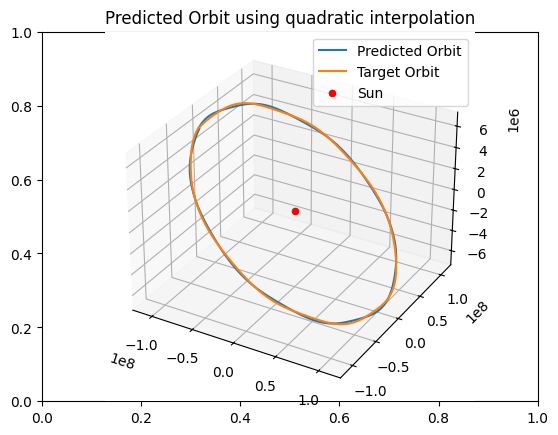 Predicted Orbit using quadratic interpolation
Predicted Orbit
Target Orbit
Sun
1e6
6
4
2
0
−2
−4
−6
1.0
0.5
0.0
−0.5
−1.0
1e8
−1.0
−0.5
0.0
0.5
1.0
1e8
1.0
0.8
0.6
0.4
0.2
0.0
0.0 0.2 0.4 0.6 0.8 1.0